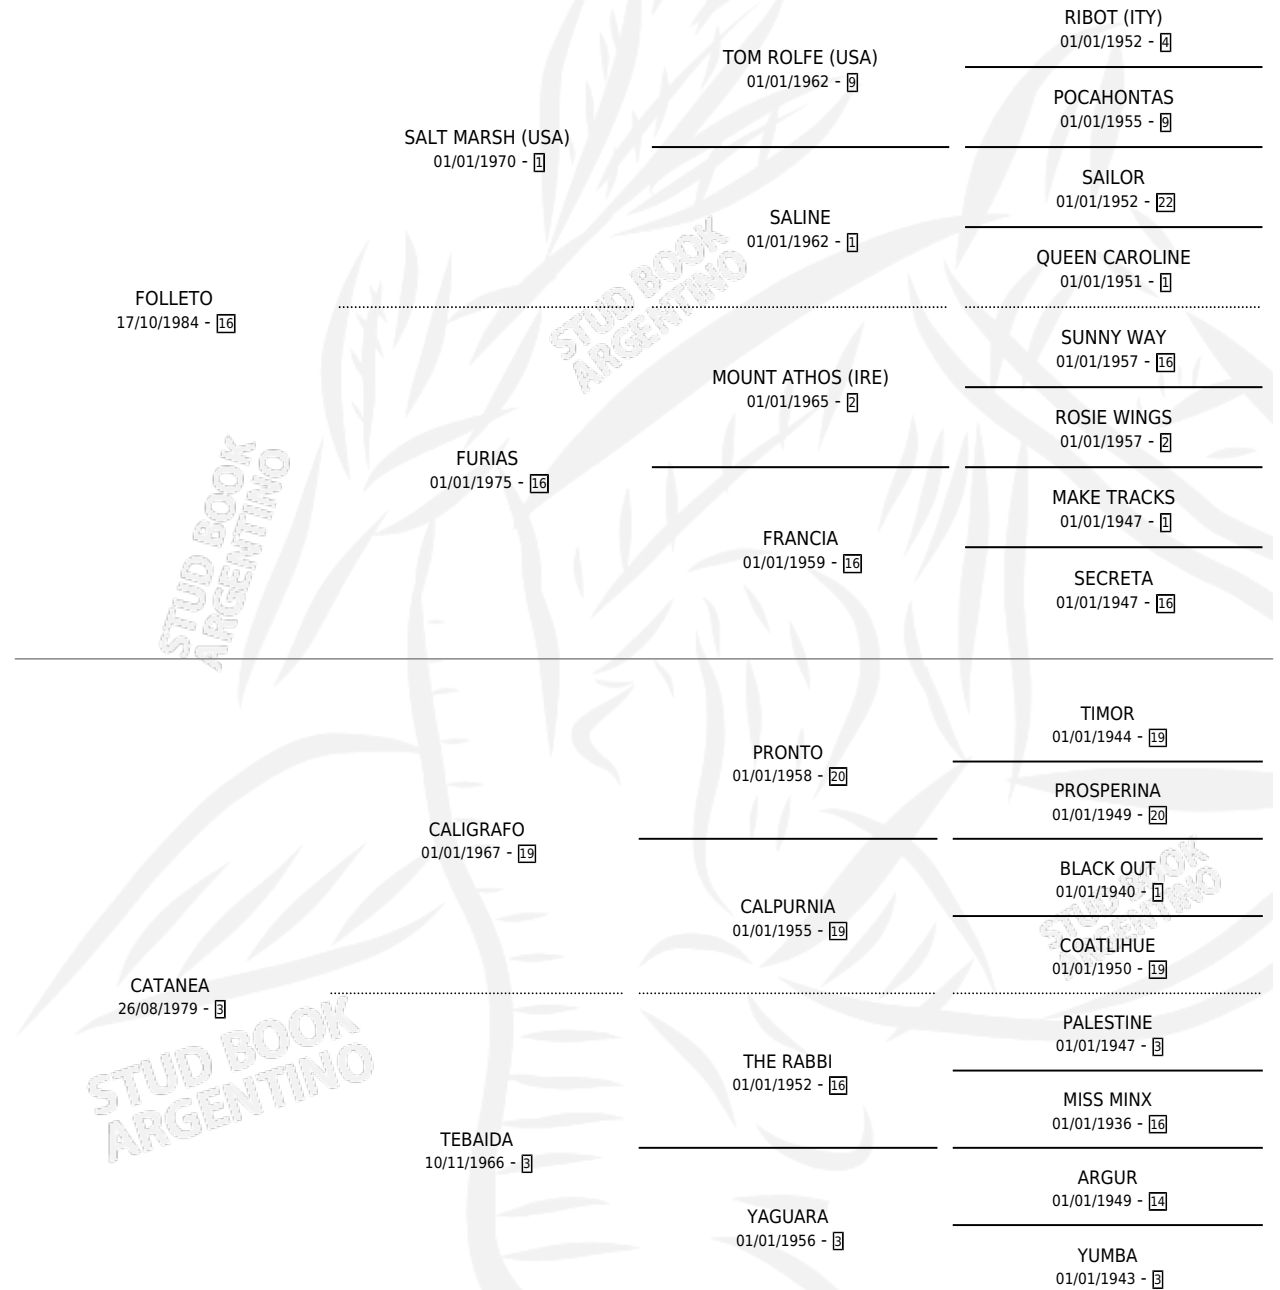 RIBOT (ITY)
01/01/1952 - 4
TOM ROLFE (USA)
01/01/1962 - 9
POCAHONTAS
01/01/1955 - 9
SALT MARSH (USA)
01/01/1970 - 1
SAILOR
01/01/1952 - 22
SALINE
01/01/1962 - 1
QUEEN CAROLINE
01/01/1951 - 1
FOLLETO
17/10/1984 - 16
SUNNY WAY
01/01/1957 - 16
MOUNT ATHOS (IRE)
01/01/1965 - 2
ROSIE WINGS
01/01/1957 - 2
FURIAS
01/01/1975 - 16
MAKE TRACKS
01/01/1947 - 1
FRANCIA
01/01/1959 - 16
SECRETA
01/01/1947 - 16
TIMOR
01/01/1944 - 19
PRONTO
01/01/1958 - 20
PROSPERINA
01/01/1949 - 20
CALIGRAFO
01/01/1967 - 19
BLACK OUT
01/01/1940 - 1
CALPURNIA
01/01/1955 - 19
COATLIHUE
01/01/1950 - 19
CATANEA
26/08/1979 - 3
PALESTINE
01/01/1947 - 3
THE RABBI
01/01/1952 - 16
MISS MINX
01/01/1936 - 16
TEBAIDA
10/11/1966 - 3
ARGUR
01/01/1949 - 14
YAGUARA
01/01/1956 - 3
YUMBA
01/01/1943 - 3
STUD BOOK
ARGENTINO
STUD BOOK
ARGENTINO
STUD BOOK
ARGENTINO
STUD BOOK
ARGENTINO